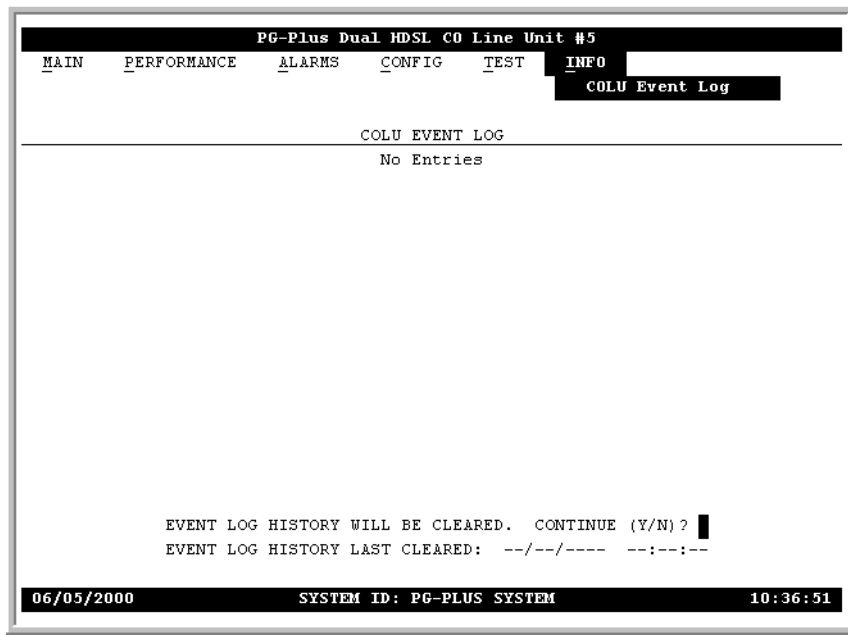 PG-Plus Dual HDSL CO Line Unit #5
MAIN PERFORMANCE ALARMS CONFIG TEST INFO
COLU Event Log
COLU EVENT LOG
No Entries
EVENT LOG HISTORY WILL BE CLEARED. CONTINUE (Y/N)?
EVENT LOG HISTORY LAST CLEARED: --/--/---- --:--:--
06/05/2000 SYSTEM ID: PG-PLUS SYSTEM 10:36:51